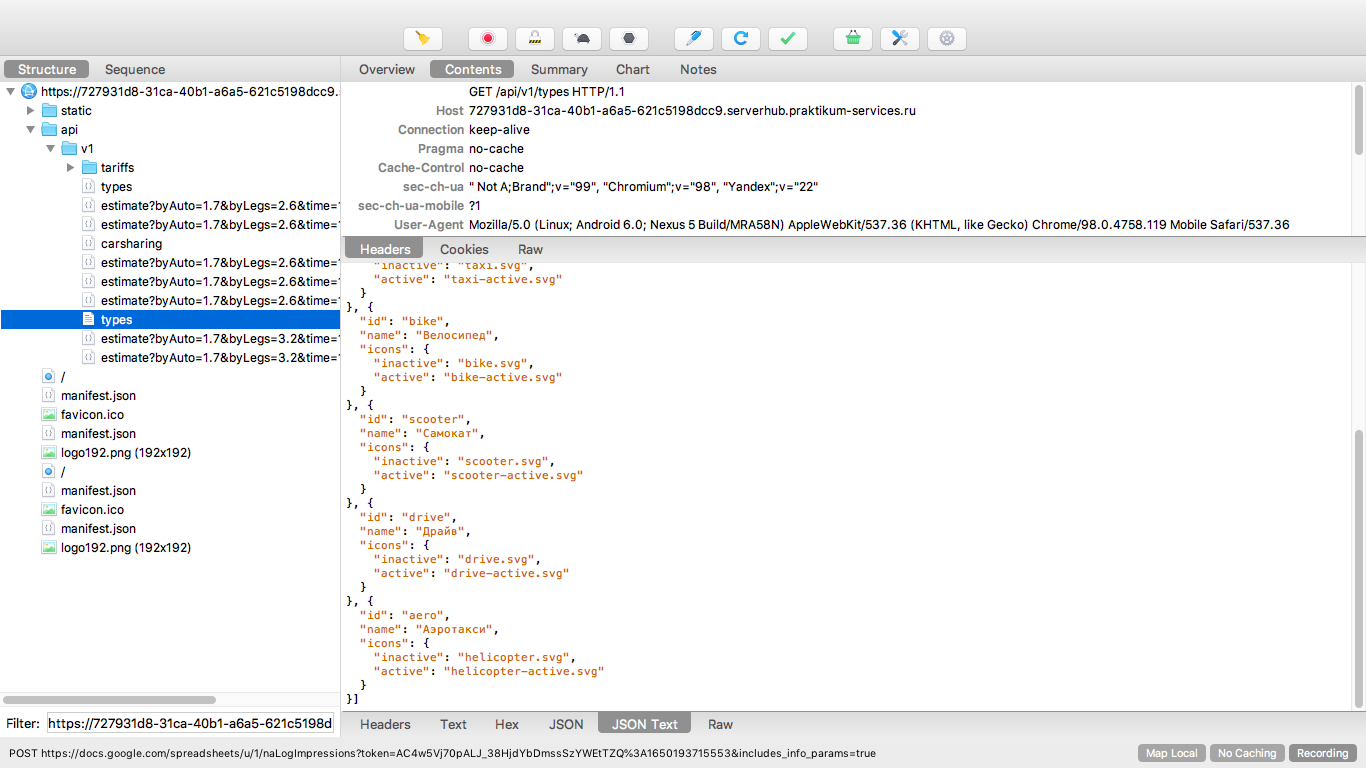 Structure
Sequence
Overview
Contents
Summary
Chart
Notes
https://727931d8-31ca-40b1-a6a5-621c5198dcc9.
static
api
v1
tariffs
types
estimate?byAuto=1.7&byLegs=2.6&time=
estimate?byAuto=1.7&byLegs=2.6&time=
carsharing
estimate?byAuto=1.7&byLegs=2.6&time=
estimate?byAuto=1.7&byLegs=2.6&time=
estimate?byAuto=1.7&byLegs=2.6&time=
types
estimate?byAuto=1.7&byLegs=3.2&time=
estimate?byAuto=1.7&byLegs=3.2&time=
/
manifest.json
favicon.ico
manifest.json
logo192.png (192x192)
/
manifest.json
favicon.ico
manifest.json
logo192.png (192x192)
Filter: https://727931d8-31ca-40b1-a6a5-621c5198d
GET /api/v1/types HTTP/1.1
Host 727931d8-31ca-40b1-a6a5-621c5198dcc9.serverhub.praktikum-services.ru
Connection keep-alive
Pragma no-cache
Cache-Control no-cache
sec-ch-ua " Not A;Brand";v="99", "Chromium";v="98", "Yandex";v="22"
sec-ch-ua-mobile ?1
User-Agent Mozilla/5.0 (Linux; Android 6.0; Nexus 5 Build/MRA58N) AppleWebKit/537.36 (KHTML, like Gecko) Chrome/98.0.4758.119 Mobile Safari/537.36
Headers
Cookies
Raw
"inactive": "taxi.svg",
"active": "taxi-active.svg"
}
}, {
"id": "bike",
"name": "Велосипед",
"icons": {
"inactive": "bike.svg",
"active": "bike-active.svg"
}
}, {
"id": "scooter",
"name": "Самокат",
"icons": {
"inactive": "scooter.svg",
"active": "scooter-active.svg"
}
}, {
"id": "drive",
"name": "Драйв",
"icons": {
"inactive": "drive.svg",
"active": "drive-active.svg"
}
}, {
"id": "aero",
"name": "Аэротакси",
"icons": {
"inactive": "helicopter.svg",
"active": "helicopter-active.svg"
}
}]
Headers
Text
Hex
JSON
JSON Text
Raw
POST https://docs.google.com/spreadsheets/u/1/naLogImpressions?token=AC4w5Vj70pALJ_38HjdYbDmssSzYWEtTZQ%3A1650193715553&includes_info_params=true
Map Local
No Caching
Recording